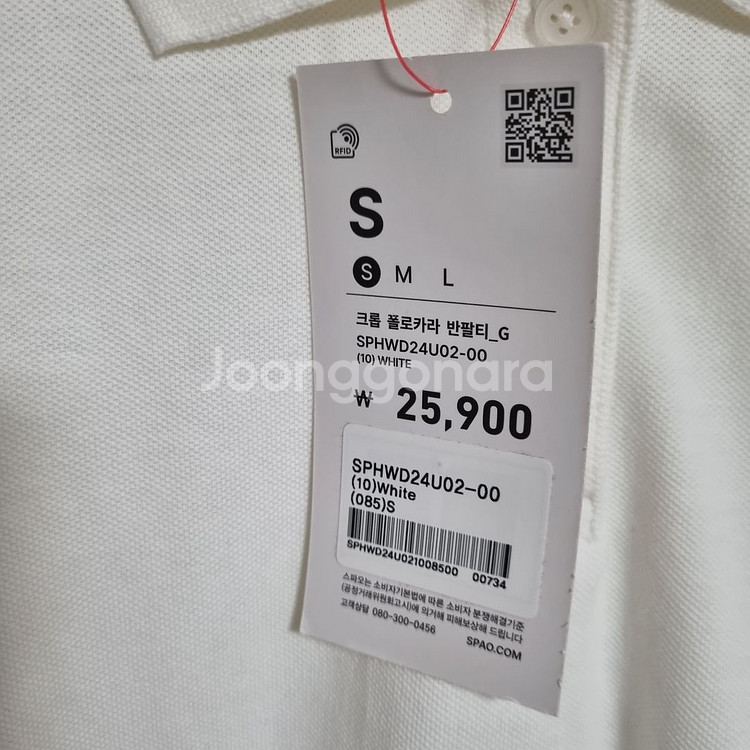 RFID
S
S M L
크롭 폴로카라 반팔티_G
SPHWD24U02-00
(10) WHITE
Joonggonara
₩ 25,900
SPHWD24U02-00
(10)White
(085)S
SPHWD24U021008500 00734
스파오는 소비자기본법에 따른 소비자 분쟁해결기준
(공정거래위원회고시)에 의거해 피해보상해 드립니다
고객상담 080-300-0456
SPAO.COM